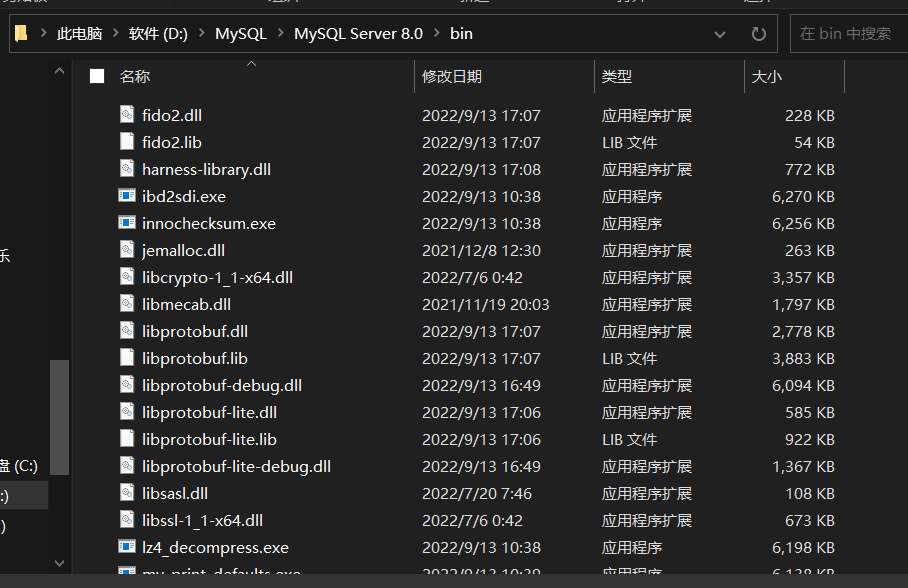 此电脑 > 软件 (D:) > MySQL > MySQL Server 8.0 > bin 在 bin 中搜索
名称 修改日期 类型 大小
fido2.dll 2022/9/13 17:07 应用程序扩展 228 KB
fido2.lib 2022/9/13 17:07 LIB 文件 54 KB
harness-library.dll 2022/9/13 17:08 应用程序扩展 772 KB
ibd2sdi.exe 2022/9/13 10:38 应用程序 6,270 KB
innochecksum.exe 2022/9/13 10:38 应用程序 6,256 KB
jemalloc.dll 2021/12/8 12:30 应用程序扩展 263 KB
libcrypto-1_1-x64.dll 2022/7/6 0:42 应用程序扩展 3,357 KB
libmecab.dll 2021/11/19 20:03 应用程序扩展 1,797 KB
libprotobuf.dll 2022/9/13 17:07 应用程序扩展 2,778 KB
libprotobuf.lib 2022/9/13 17:07 LIB 文件 3,883 KB
libprotobuf-debug.dll 2022/9/13 16:49 应用程序扩展 6,094 KB
libprotobuf-lite.dll 2022/9/13 17:06 应用程序扩展 585 KB
libprotobuf-lite.lib 2022/9/13 17:06 LIB 文件 922 KB
盘 (C:) libprotobuf-lite-debug.dll 2022/9/13 16:49 应用程序扩展 1,367 KB
:) libsasl.dll 2022/7/20 7:46 应用程序扩展 108 KB
) libssl-1_1-x64.dll 2022/7/6 0:42 应用程序扩展 673 KB
lz4_decompress.exe 2022/9/13 10:38 应用程序 6,198 KB
my_print_defaults.exe 2022/9/13 10:39 应用程序 6,138 KB